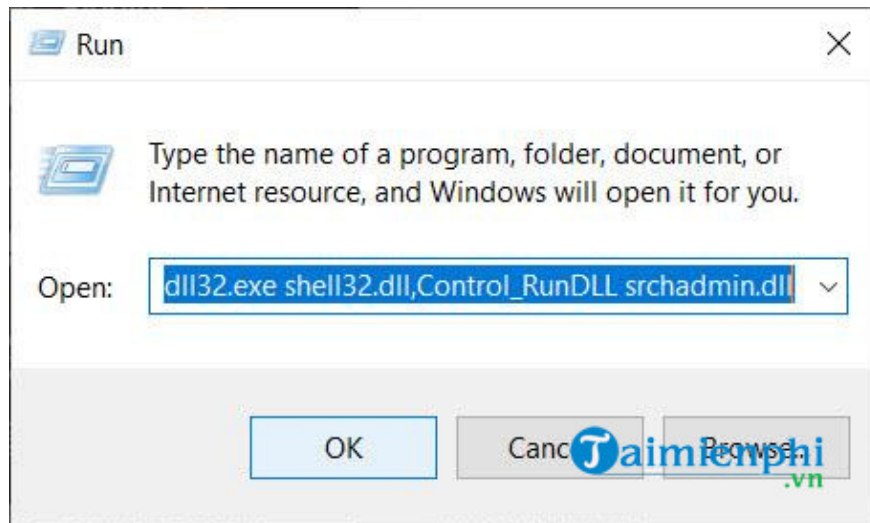 Run
Type the name of a program, folder, document, or
Internet resource, and Windows will open it for you.
Open:
dll32.exe shell32.dll,Control_RunDLL srchadmin.dll
OK
Canc
Browse..
Taimienphi
.vn